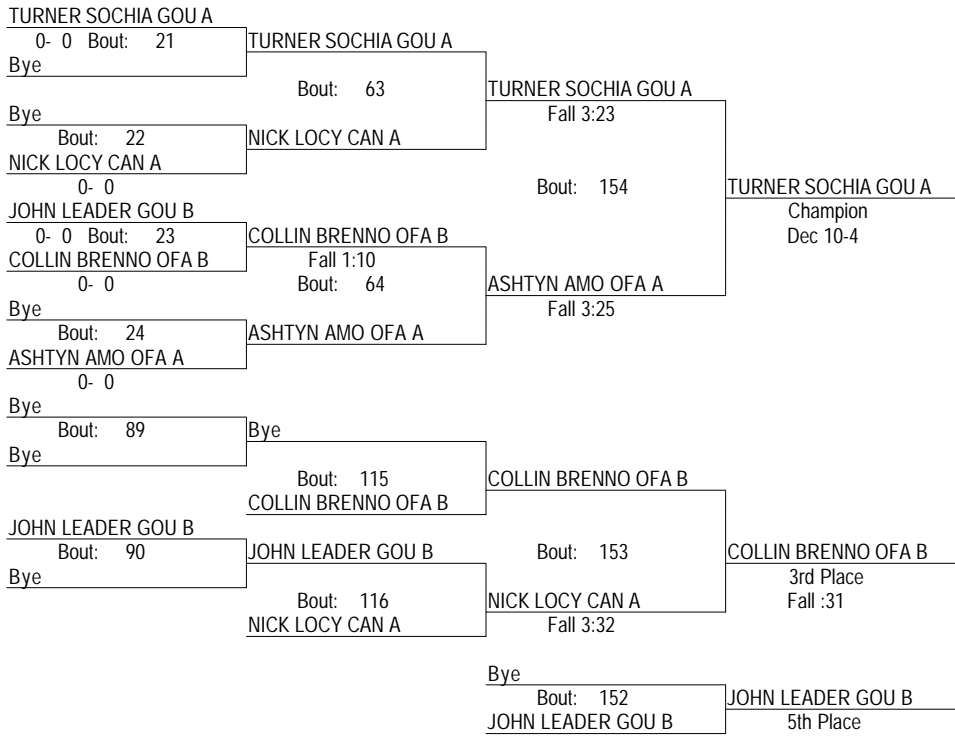 TURNER SOCHIA GOU A
0- 0 Bout: 21
TURNER SOCHIA GOU A
Bye
Bout: 63
TURNER SOCHIA GOU A
Bye
Fall 3:23
Bout: 22
NICK LOCY CAN A
NICK LOCY CAN A
0- 0
Bout: 154
TURNER SOCHIA GOU A
JOHN LEADER GOU B
Champion
0- 0 Bout: 23
COLLIN BRENNO OFA B
Dec 10-4
COLLIN BRENNO OFA B
Fall 1:10
0- 0
Bout: 64
ASHTYN AMO OFA A
Bye
Fall 3:25
Bout: 24
ASHTYN AMO OFA A
ASHTYN AMO OFA A
0- 0
Bye
Bout: 89
Bye
Bye
Bout: 115
COLLIN BRENNO OFA B
COLLIN BRENNO OFA B
JOHN LEADER GOU B
Bout: 90
JOHN LEADER GOU B
Bout: 153
COLLIN BRENNO OFA B
Bye
3rd Place
Bout: 116
NICK LOCY CAN A
Fall :31
NICK LOCY CAN A
Fall 3:32
Bye
Bout: 152
JOHN LEADER GOU B
JOHN LEADER GOU B
5th Place